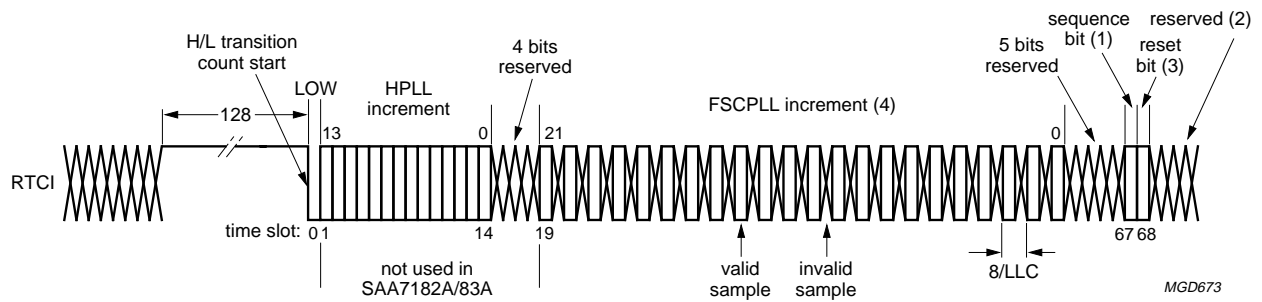 sequence
bit (1)
reserved (2)
H/L transition
count start
4 bits
reserved
5 bits
reserved
reset
bit (3)
LOW
HPLL
increment
FSCPLL increment (4)
128
13
0
21
0
RTCI
time slot:
0
1
14
19
67
68
not used in
SAA7182A/83A
valid
sample
invalid
sample
8/LLC
MGD673